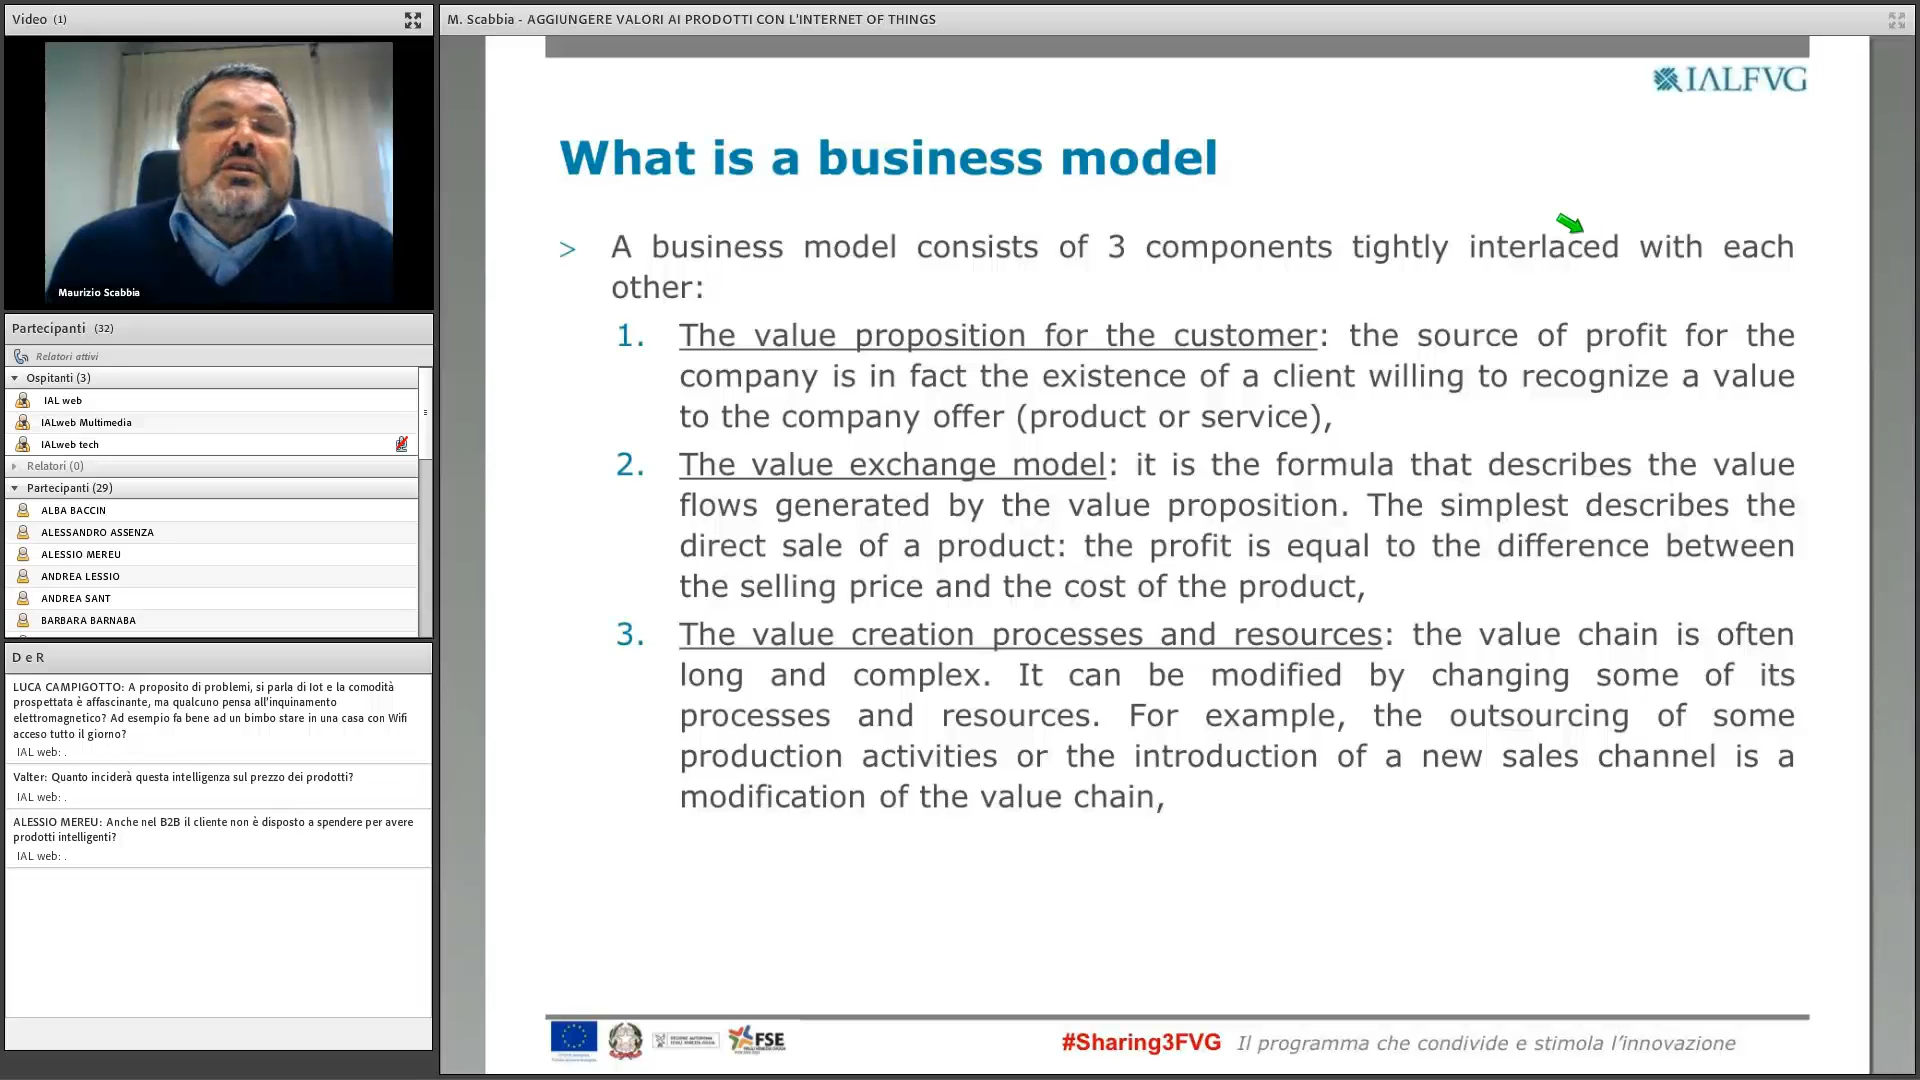 Video (1)
Maurizio Scabbia
Partecipanti (32)
Relatori attivi
Ospitanti (3)
IAL web
IALweb Multimedia
IALweb tech
Relatori (0)
Partecipanti (29)
ALBA BACCIN
ALESSANDRO ASSENZA
ALESSIO MEREU
ANDREA LESSIO
ANDREA SANT
BARBARA BARNABA
D e R
LUCA CAMPIGOTTO: A proposito di problemi, si parla di Iot e la comodità
prospettata è affascinante, ma qualcuno pensa all'inquinamento
elettromagnetico? Ad esempio fa bene ad un bimbo stare in una casa con Wifi
acceso tutto il giorno?
IAL web: .
Valter: Quanto inciderà questa intelligenza sul prezzo dei prodotti?
IAL web: .
ALESSIO MEREU: Anche nel B2B il cliente non è disposto a spendere per avere
prodotti intelligenti?
IAL web: .
M. Scabbia - AGGIUNGERE VALORI AI PRODOTTI CON L'INTERNET OF THINGS
IALFVG
What is a business model
> A business model consists of 3 components tightly interlaced with each
other:
1. The value proposition for the customer: the source of profit for the
company is in fact the existence of a client willing to recognize a value
to the company offer (product or service),
2. The value exchange model: it is the formula that describes the value
flows generated by the value proposition. The simplest describes the
direct sale of a product: the profit is equal to the difference between
the selling price and the cost of the product,
3. The value creation processes and resources: the value chain is often
long and complex. It can be modified by changing some of its
processes and resources. For example, the outsourcing of some
production activities or the introduction of a new sales channel is a
modification of the value chain,
FSE
#Sharing3FVG Il programma che condivide e stimola l'innovazione